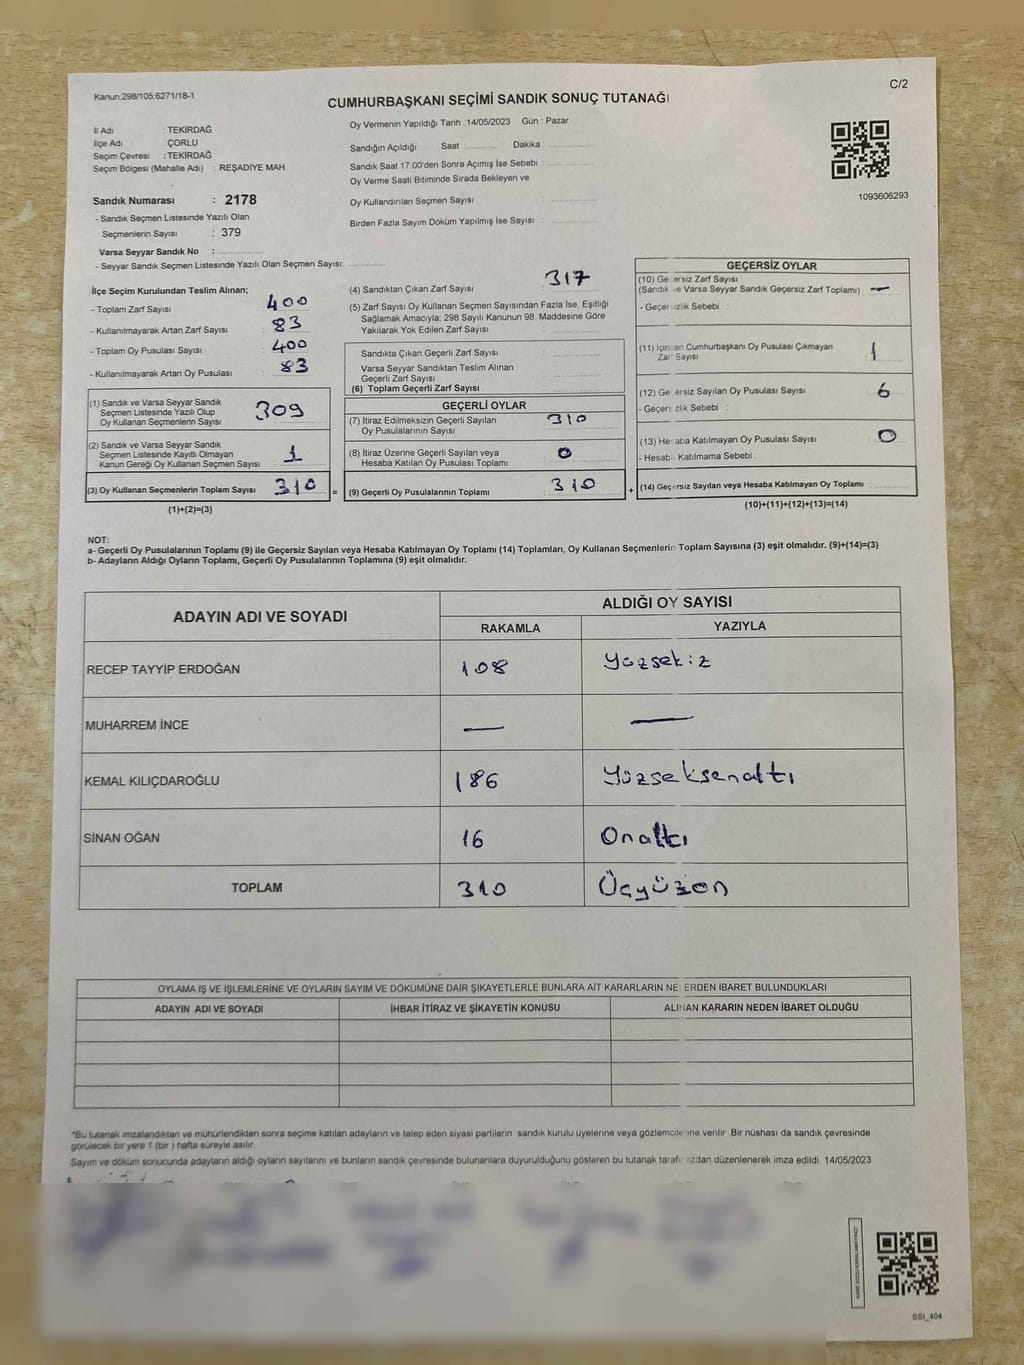 C/2
Kanun:298/105;6271/18-1
CUMHURBAŞKANI SEÇİMİ SANDIK SONUÇ TUTANAĞI
İl Adı : TEKİRDAĞ
İlçe Adı : ÇORLU
Seçim Çevresi : TEKİRDAĞ
Seçim Bölgesi (Mahalle Adı) : REŞADİYE MAH.
Oy Vermenin Yapıldığı Tarih :14/05/2023 Gün : Pazar
Sandığın Açıldığı Saat : Dakika
Sandık Saat 17:00'den Sonra Açımış İse Sebebi :
Oy Verme Saati Bitiminde Sırada Bekleyen ve
Oy Kullandırılan Seçmen Sayısı
Birden Fazla Sayım Döküm Yapılmış İse Sayısı :
1093606293
Sandık Numarası : 2178
- Sandık Seçmen Listesinde Yazılı Olan
Seçmenlerin Sayısı : 379
Varsa Seyyar Sandık No :
- Seyyar Sandık Seçmen Listesinde Yazılı Olan Seçmen Sayısı:
İlçe Seçim Kurulundan Teslim Alınan;
- Toplam Zarf Sayısı : 400
- Kullanılmayarak Artan Zarf Sayısı : 83
- Toplam Oy Pusulası Sayısı : 400
- Kullanılmayarak Artan Oy Pusulası : 83
(1) Sandık ve Varsa Seyyar Sandık
Seçmen Listesinde Yazılı Olup
Oy Kullanan Seçmenlerin Sayısı 309
(2) Sandık ve Varsa Seyyar Sandık
Seçmen Listesinde Kayıtlı Olmayan
Kanun Gereği Oy Kullanan Seçmen Sayısı 1
(3) Oy Kullanan Seçmenlerin Toplam Sayısı 310 =
(1)+(2)=(3)
(4) Sandıktan Çıkan Zarf Sayısı : 317
(5) Zarf Sayısı Oy Kullanan Seçmen Sayısından Fazla İse, Eşitliği
Sağlamak Amacıyla; 298 Sayılı Kanunun 98. Maddesine Göre
Yakılarak Yok Edilen Zarf Sayısı :
Sandıkta Çıkan Geçerli Zarf Sayısı :
Varsa Seyyar Sandıktan Teslim Alınan
Geçerli Zarf Sayısı :
(6) Toplam Geçerli Zarf Sayısı :
GEÇERLİ OYLAR
(7) İtiraz Edilmeksizin Geçerli Sayılan
Oy Pusulalarının Sayısı : 310
(8) İtiraz Üzerine Geçerli Sayılan veya
Hesaba Katılan Oy Pusulası Toplamı : 0
(9) Geçerli Oy Pusulalarının Toplamı : 310 +
GEÇERSİZ OYLAR
(10) Geçersiz Zarf Sayısı
(Sandık ve Varsa Seyyar Sandık Geçersiz Zarf Toplamı) : —
- Geçersizlik Sebebi :
(11) İçinden Cumhurbaşkanı Oy Pusulası Çıkmayan
Zarf Sayısı 1
(12) Geçersiz Sayılan Oy Pusulası Sayısı : 6
- Geçersizlik Sebebi :
(13) Hesaba Katılmayan Oy Pusulası Sayısı : 0
- Hesaba Katılmama Sebebi :
(14) Geçersiz Sayılan veya Hesaba Katılmayan Oy Toplamı :
(10)+(11)+(12)+(13)=(14)
NOT:
a- Geçerli Oy Pusulalarının Toplamı (9) ile Geçersiz Sayılan veya Hesaba Katılmayan Oy Toplamı (14) Toplamları, Oy Kullanan Seçmenlerin Toplam Sayısına (3) eşit olmalıdır. (9)+(14)=(3)
b- Adayların Aldığı Oyların Toplamı, Geçerli Oy Pusulalarının Toplamına (9) eşit olmalıdır.
ADAYIN ADI VE SOYADI ALDIĞI OY SAYISI
RAKAMLA YAZIYLA
RECEP TAYYİP ERDOĞAN 108 Yüzsekiz
MUHARREM İNCE — —
KEMAL KILIÇDAROĞLU 186 Yüzseksenaltı
SİNAN OĞAN 16 Onaltı
TOPLAM 310 Üçyüzon
OYLAMA İŞ VE İŞLEMLERİNE VE OYLARIN SAYIM VE DÖKÜMÜNE DAİR ŞİKAYETLERLE BUNLARA AİT KARARLARIN NELERDEN İBARET BULUNDUKLARI
ADAYIN ADI VE SOYADI İHBAR İTİRAZ VE ŞİKAYETİN KONUSU ALINAN KARARIN NEDEN İBARET OLDUĞU
*Bu tutanak imzalandıktan ve mühürlendikten sonra seçime katılan adayların ve talep eden siyasi partilerin sandık kurulu üyelerine veya gözlemcilerine verilir. Bir nüshası da sandık çevresinde
görülecek bir yere 1 (bir ) hafta süreyle asılır.
Sayım ve döküm sonucunda adayların aldığı oyların sayılarını ve bunların sandık çevresinde bulunanlara duyurulduğunu gösteren bu tutanak tarafımızdan düzenlenerek imza edildi. 14/05/2023
SSI_404